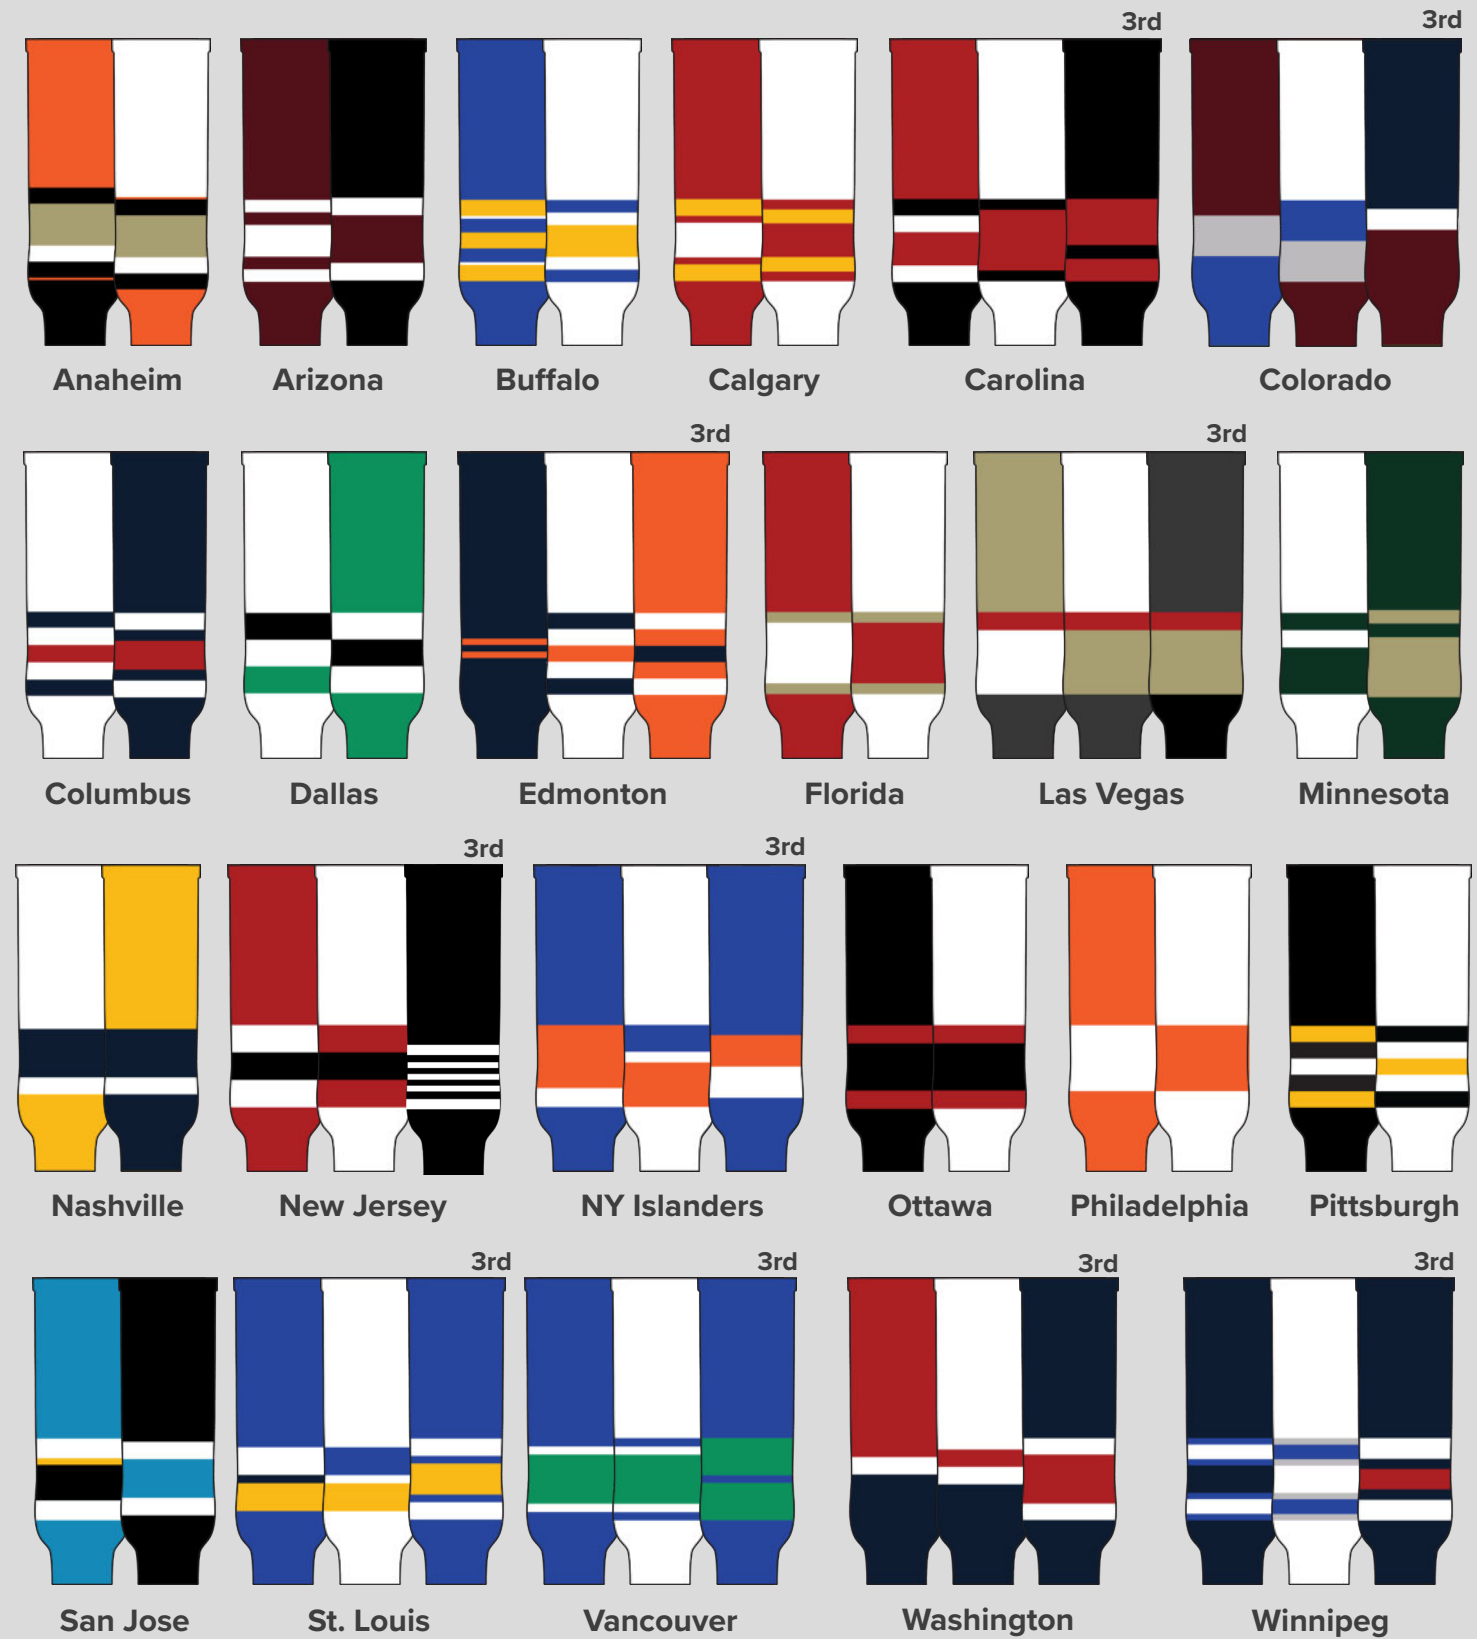 3rd 3rd
Anaheim Arizona Buffalo Calgary Carolina Colorado
3rd 3rd
Columbus Dallas Edmonton Florida Las Vegas Minnesota
3rd 3rd
Nashville New Jersey NY Islanders Ottawa Philadelphia Pittsburgh
3rd 3rd 3rd 3rd
San Jose St. Louis Vancouver Washington Winnipeg